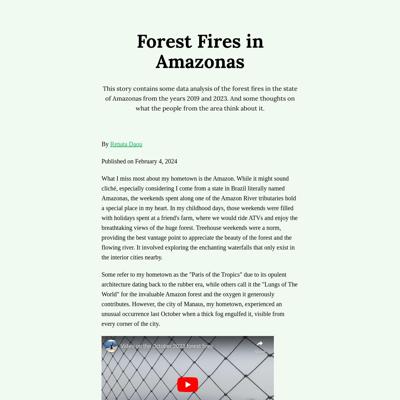 Forest Fires in
Amazonas
This story contains some data analysis of the forest fires in the state
of Amazonas from the years 2019 and 2023. And some thoughts on
what the people from the area think about it.
By Renata Daou
Published on February 4, 2024
What I miss most about my hometown is the Amazon. While it might sound
cliché, especially considering I come from a state in Brazil literally named
Amazonas, the weekends spent along one of the Amazon River tributaries hold
a special place in my heart. In my childhood days, those weekends were filled
with holidays spent at a friend's farm, where we would ride ATVs and enjoy the
breathtaking views of the huge forest. Treehouse weekends were a norm,
providing the best vantage point to appreciate the beauty of the forest and the
flowing river. It involved exploring the enchanting waterfalls that only exist in
the interior cities nearby.
Some refer to my hometown as the "Paris of the Tropics" due to its opulent
architecture dating back to the rubber era, while others call it the "Lungs of The
World" for the invaluable Amazon forest and the oxygen it generously
contributes. However, the city of Manaus, my hometown, experienced an
unusual occurrence last October when a thick fog engulfed it, visible from
every corner of the city.
Video on the October 2023 forest fire